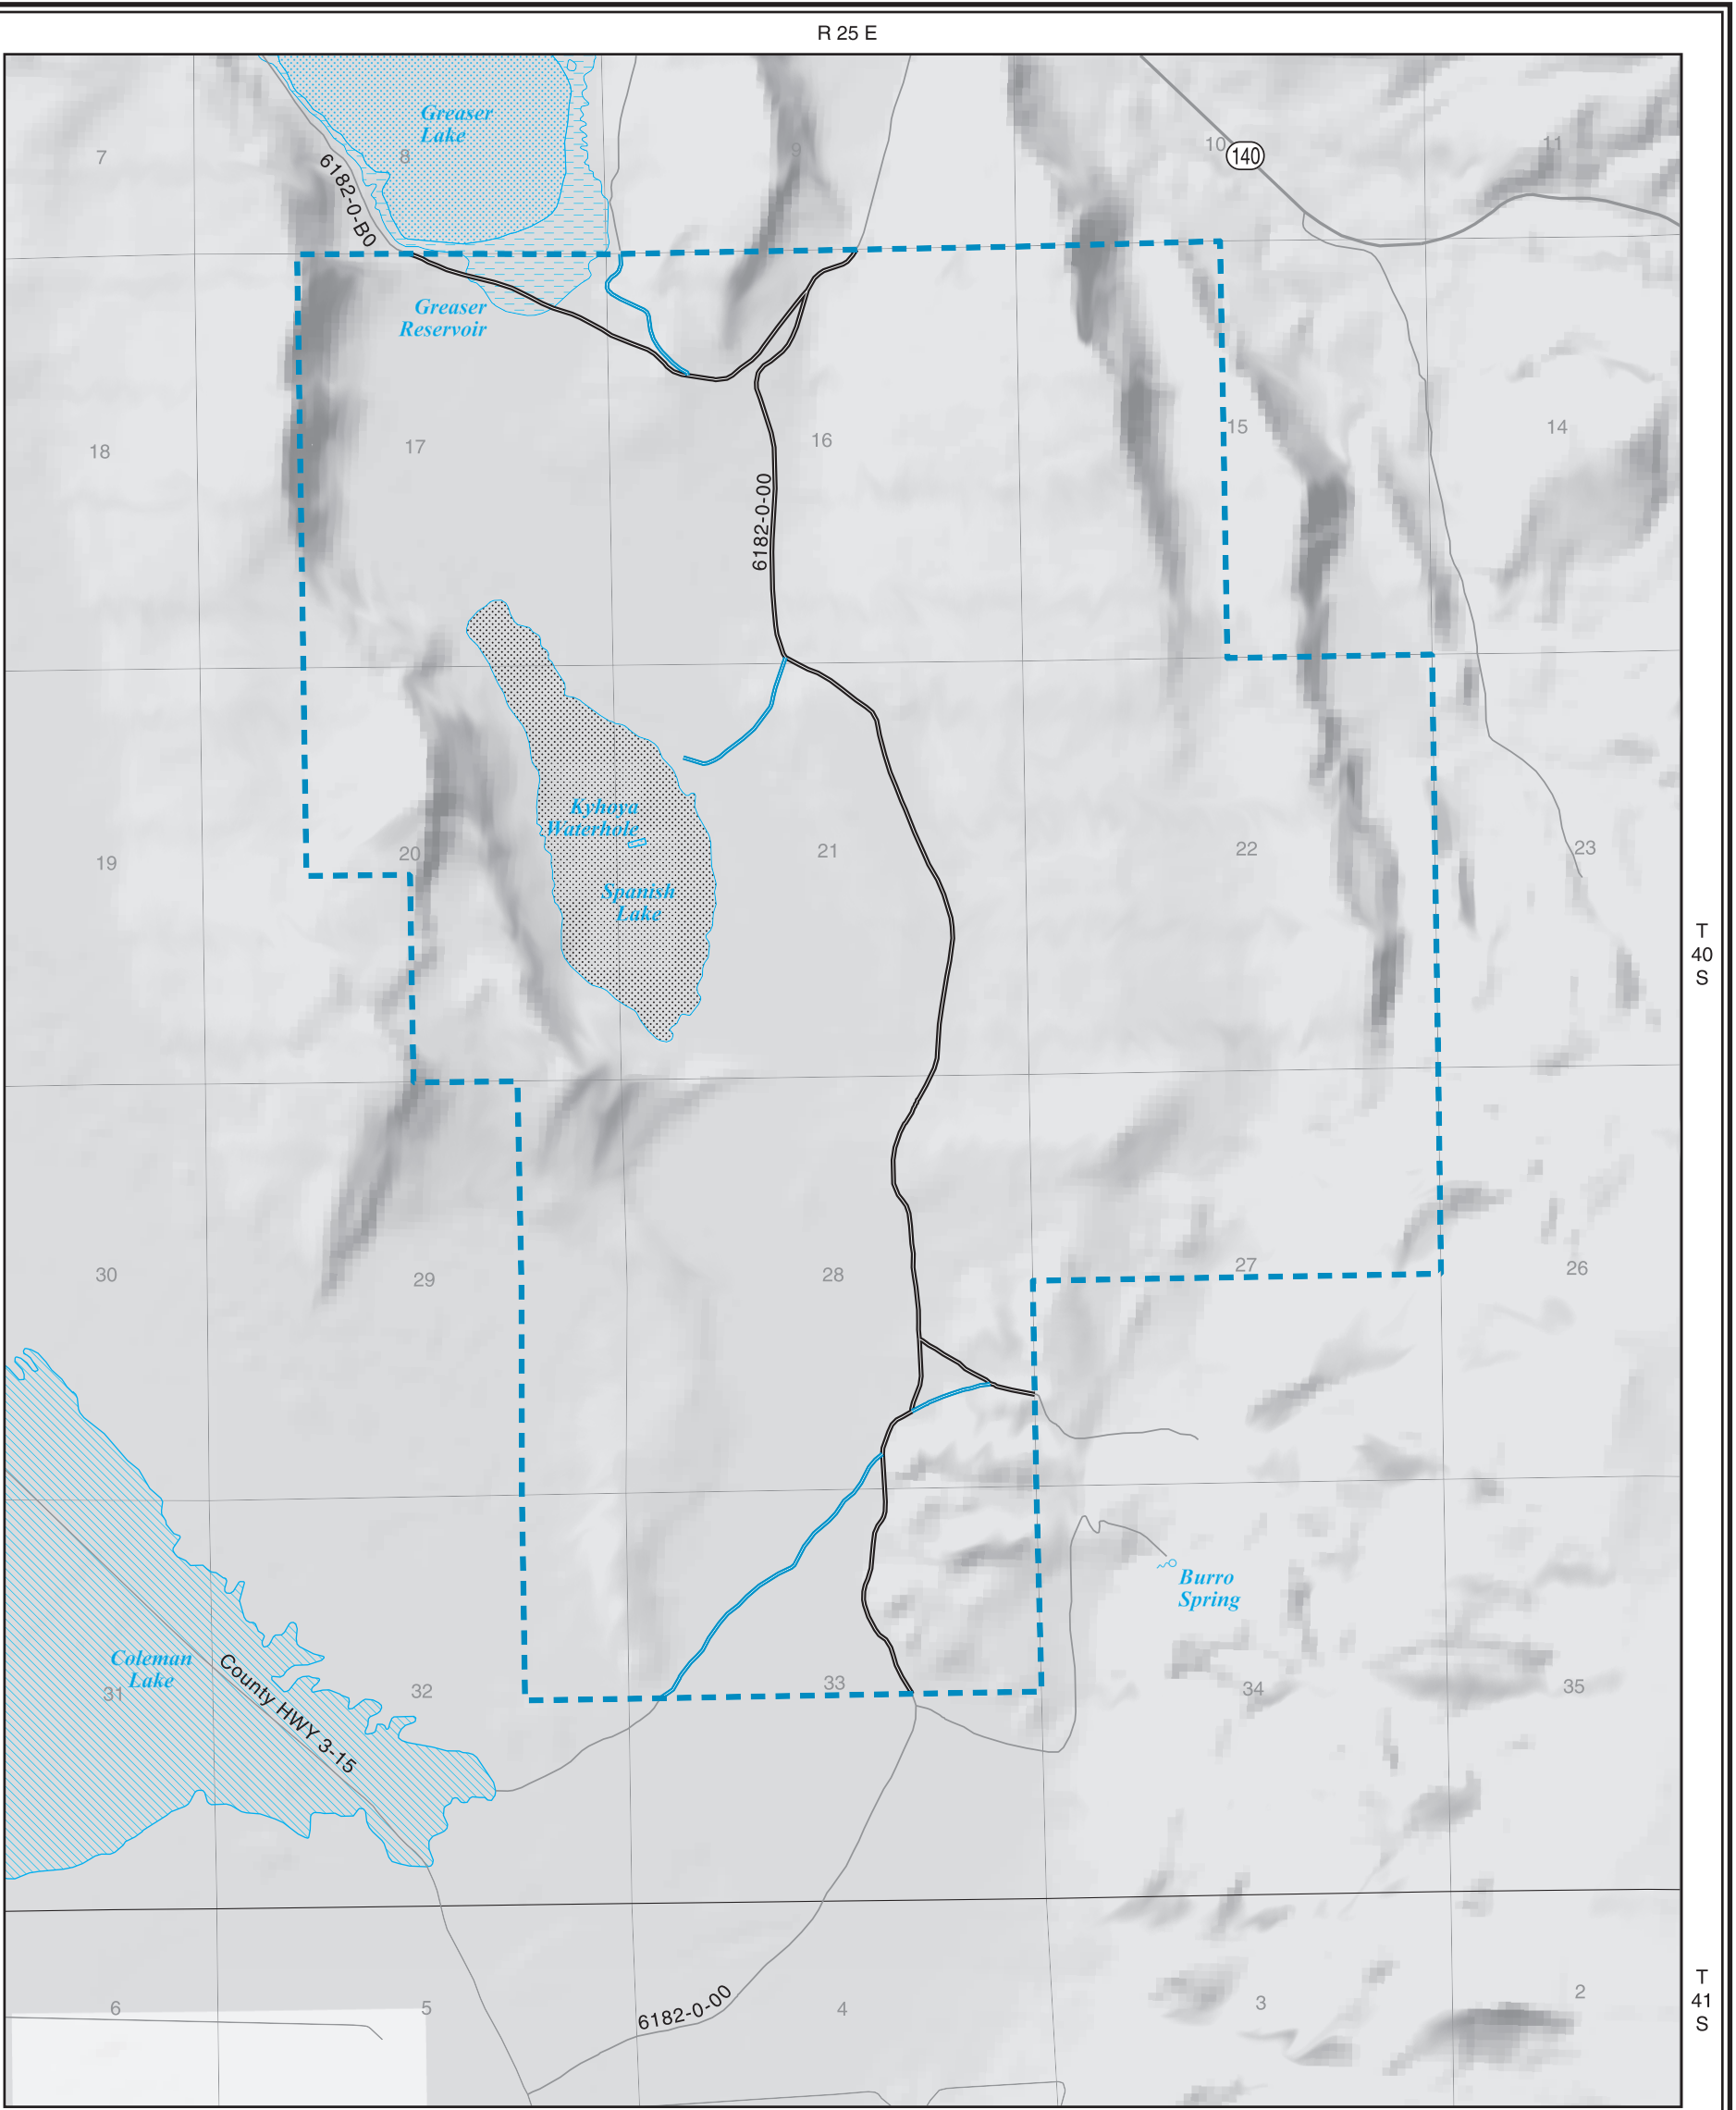 R 25 E
Greaser
Lake
7
8
9
10
140
11
6182-0-B0
Greaser
Reservoir
18
17
16
15
14
6182-0-00
Kyhoya
Waterhole
19
20
21
22
23
Spanish
Lake
T
40
S
30
29
28
27
26
Burro
Spring
Coleman
Lake
31
32
33
34
35
County HWY 3-15
6182-0-00
6
5
4
3
2
T
41
S